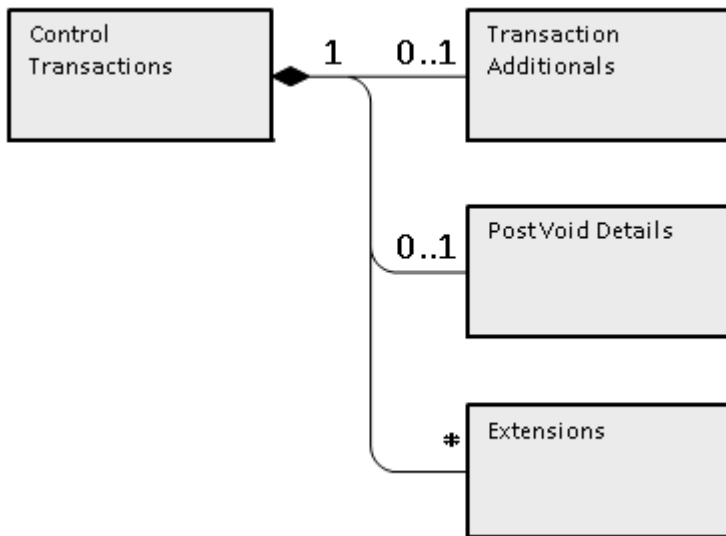 Control
Transactions
1
0..1
Transaction
Additionals
0..1
PostVoid Details
*
Extensions